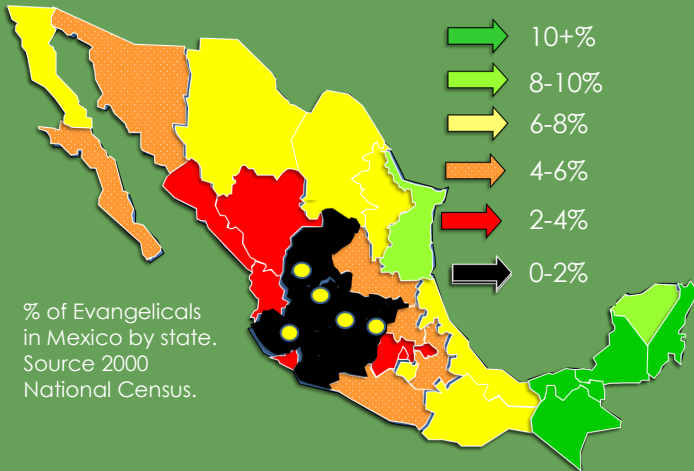 10+%
8-10%
6-8%
4-6%
2-4%
0-2%
% of Evangelicals
in Mexico by state.
Source 2000
National Census.